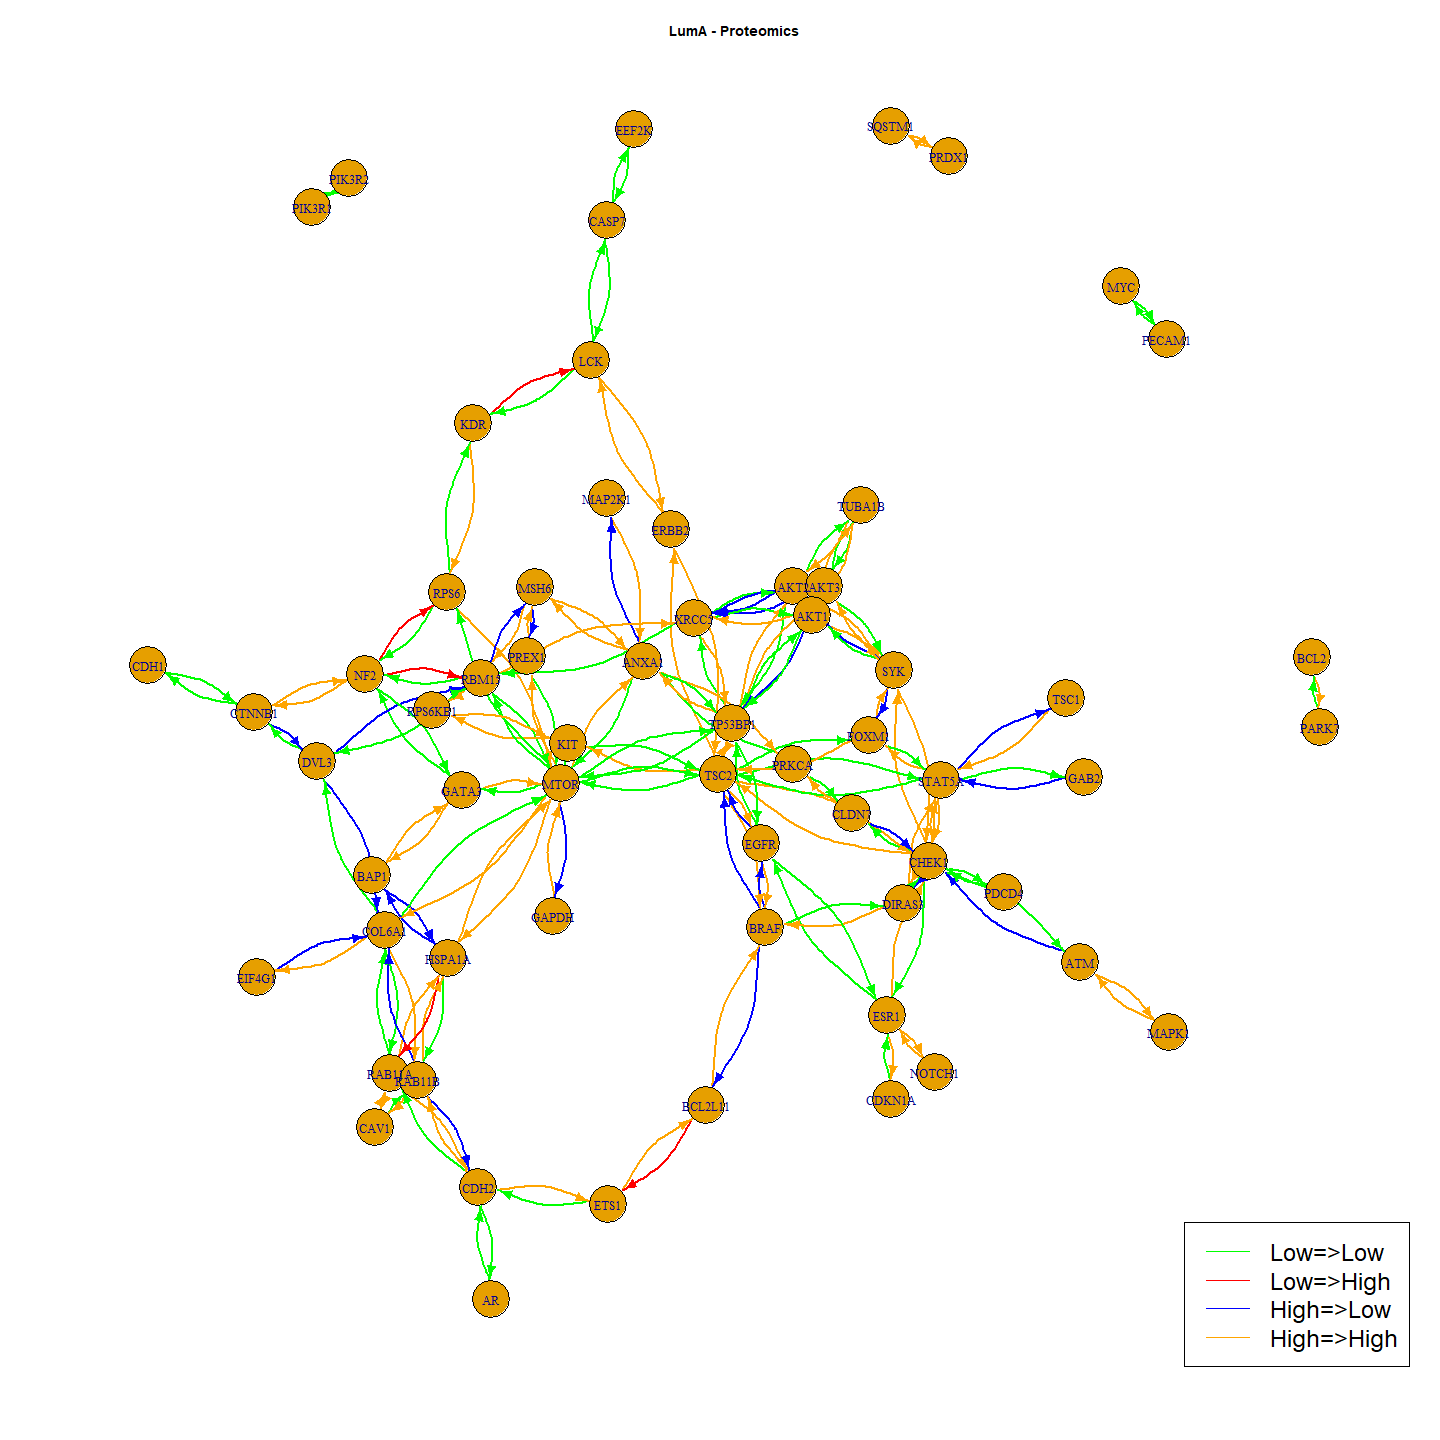 LumA - Proteomics
SQSTM1
EEF2K
PRDX1
PIK3R2
PIK3R1
CASP7
MYC
PECAM1
LCK
KDR
MAP2K1
TUBA1B
ERBB2
MSH6
AKT2
AKT3
RPS6
AKT1
XRCC5
BCL2
PREX1
ANXA1
CDH1
SYK
NF2
RBM15
TSC1
RPS6KB1
CTNNB1
TP53BP1
PARK7
FOXM1
KIT
DVL3
PRKCA
TSC2
GAB2
STAT5A
MTOR
GATA3
CLDN7
EGFR
CHEK1
BAP1
PDCD4
DIRAS3
GAPDH
BRAF
COL6A1
HSPA1A
ATM
EIF4G1
ESR1
MAPK1
NOTCH1
RAB11A
RAB11B
CDKN1A
BCL2L11
CAV1
CDH2
ETS1
AR
Low=>Low
Low=>High
High=>Low
High=>High